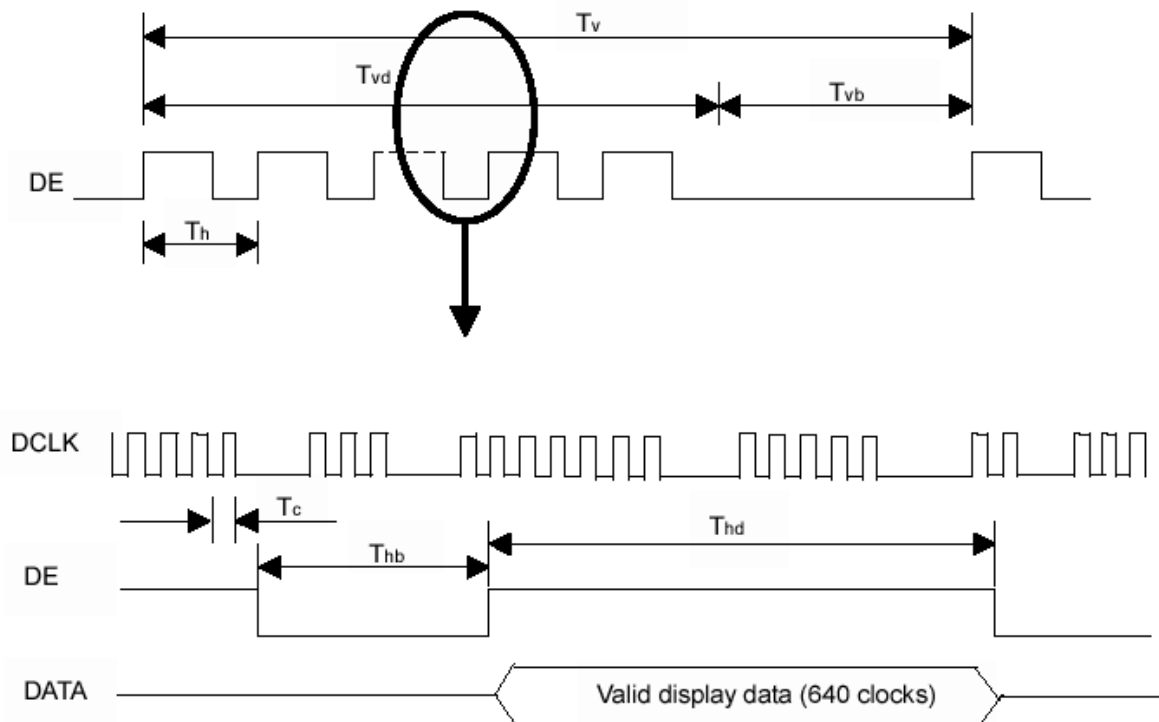 Tv
Tvd
Tvb
DE
Th
DCLK
Tc
Thd
Thb
DE
DATA
Valid display data (640 clocks)